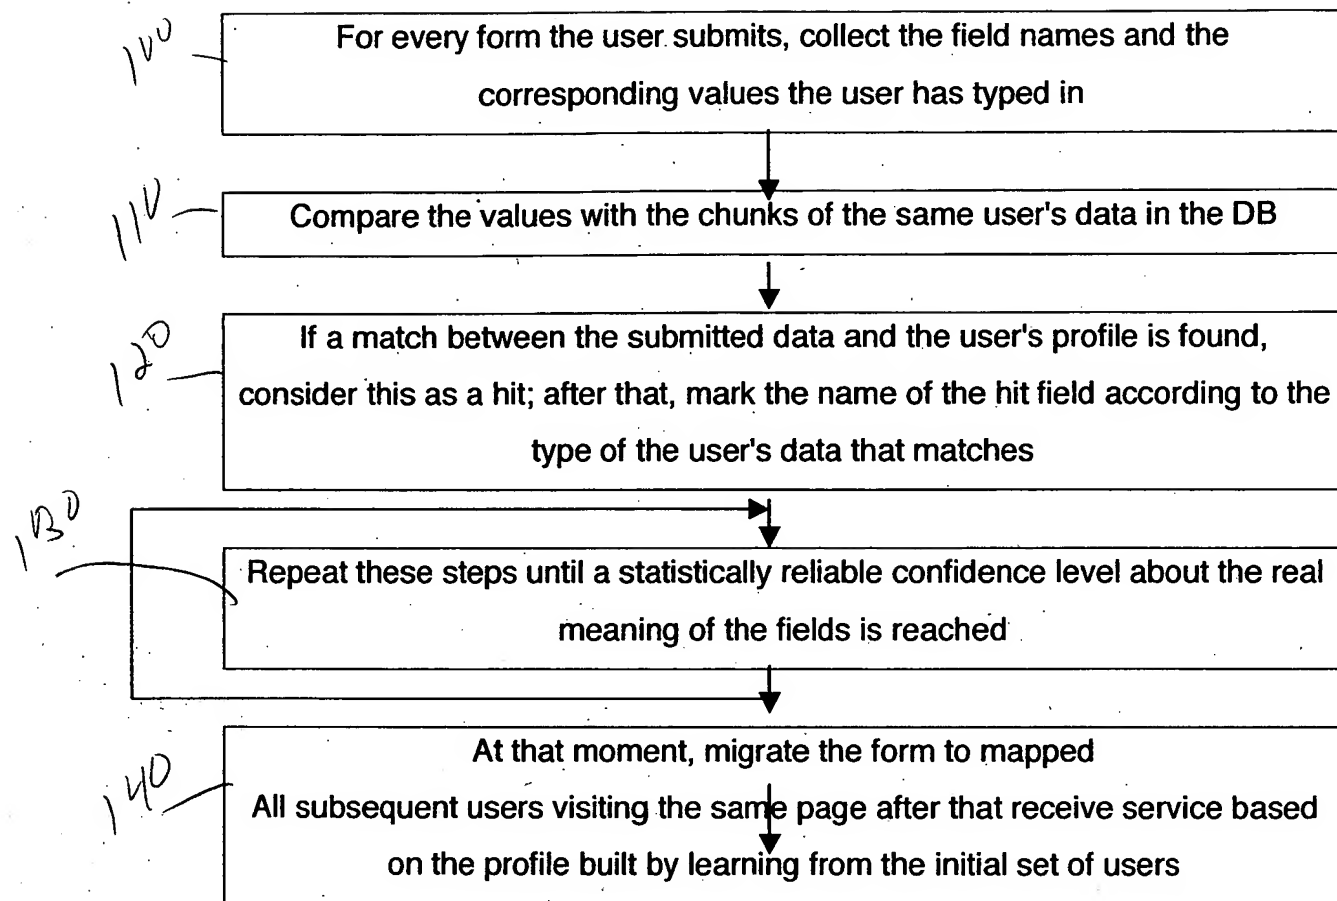 100
For every form the user submits, collect the field names and the
corresponding values the user has typed in
110
Compare the values with the chunks of the same user's data in the DB
120
If a match between the submitted data and the user's profile is found,
consider this as a hit; after that, mark the name of the hit field according to the
type of the user's data that matches
130
Repeat these steps until a statistically reliable confidence level about the real
meaning of the fields is reached
140
At that moment, migrate the form to mapped
All subsequent users visiting the same page after that receive service based
on the profile built by learning from the initial set of users